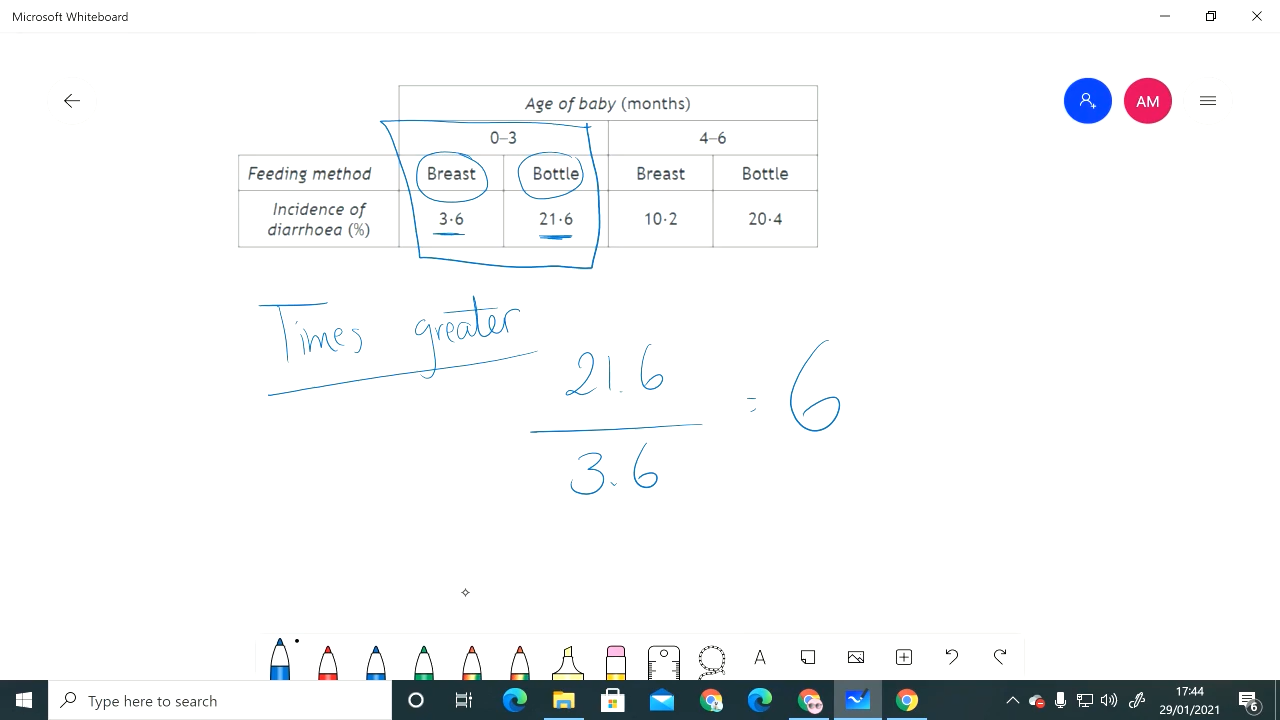 Microsoft Whiteboard
AM
Age of baby (months)
0–3 4–6
Feeding method Breast Bottle Breast Bottle
Incidence of
diarrhoea (%) 3·6 21·6 10·2 20·4
Times greater
21.6
= 6
3.6
A
Type here to search
17:44
29/01/2021
6